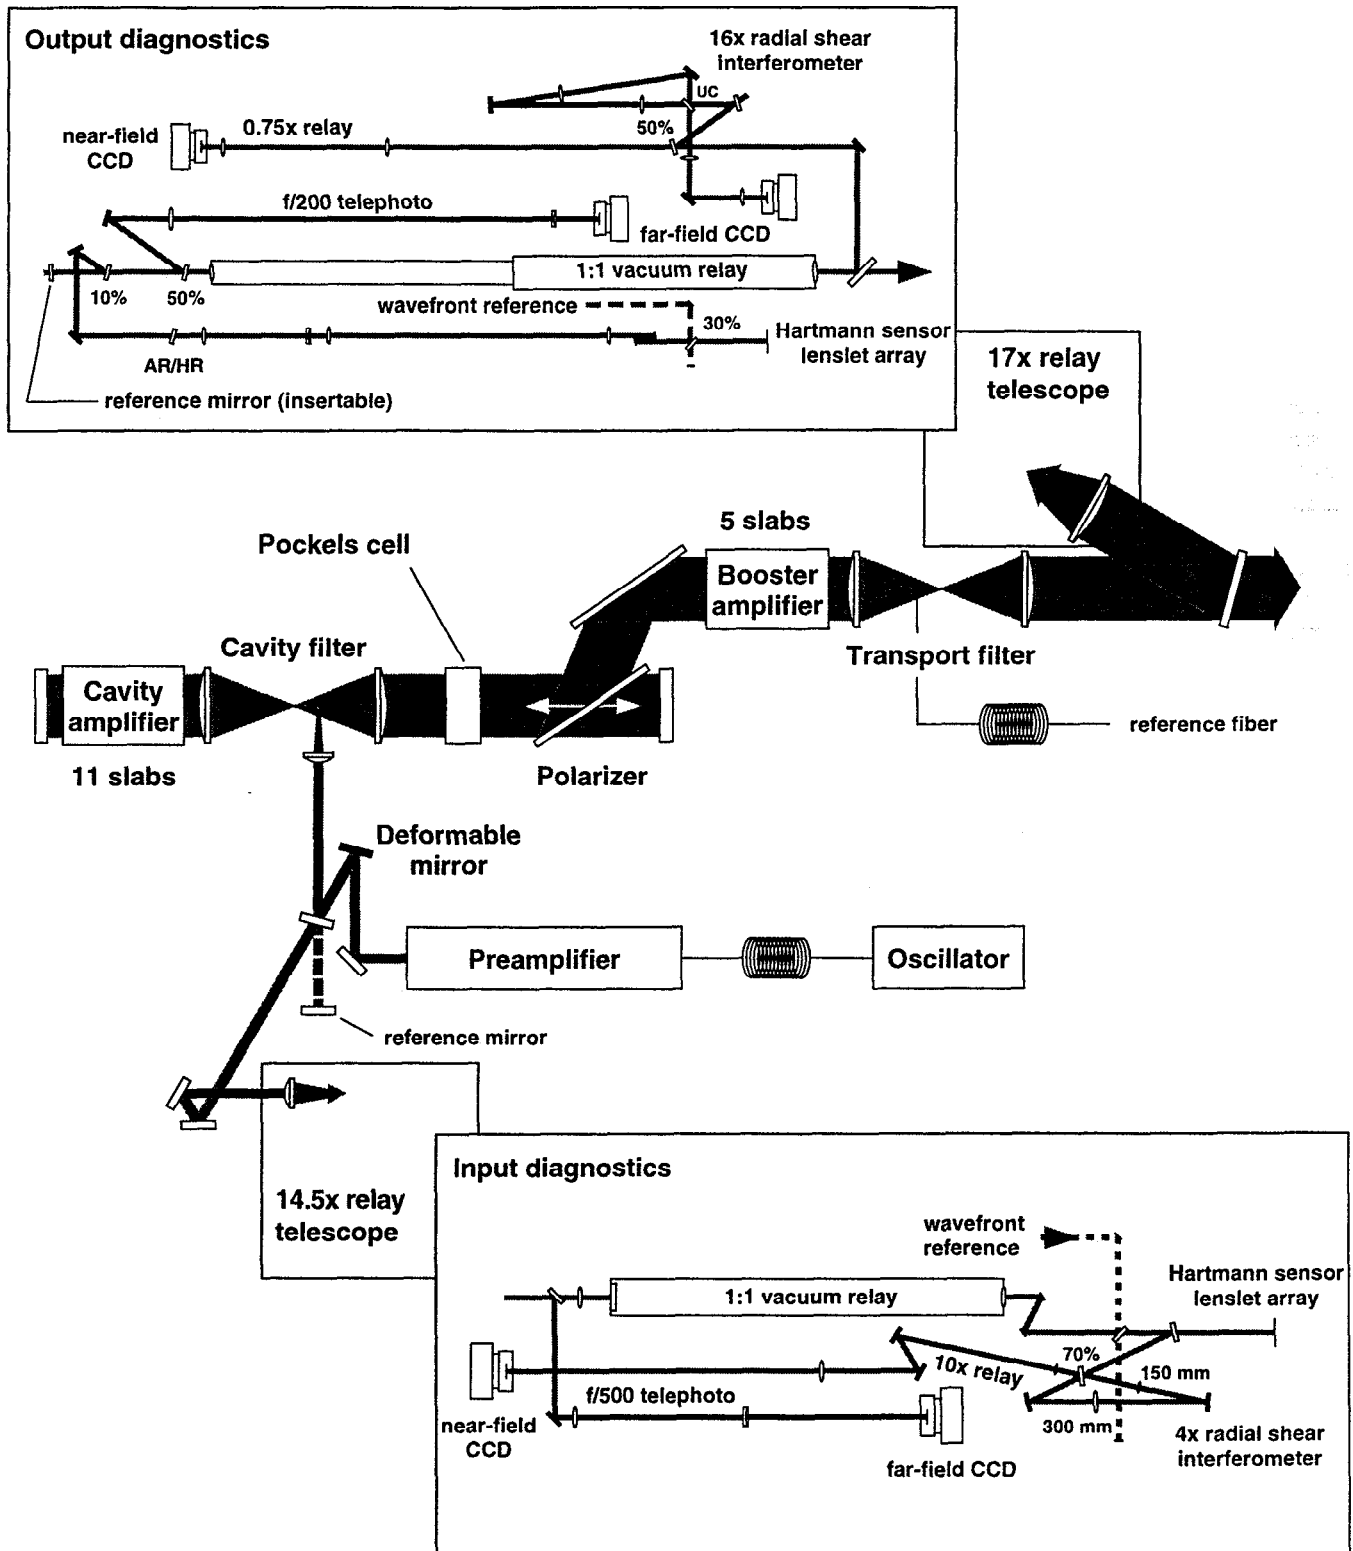 Output diagnostics
16x radial shear
interferometer
UC
near-field
CCD
0.75x relay
50%
f/200 telephoto
far-field CCD
1:1 vacuum relay
10%
50%
wavefront reference
30%
Hartmann sensor
lenslet array
AR/HR
reference mirror (insertable)
17x relay
telescope
5 slabs
Pockels cell
Booster
amplifier
Cavity filter
Transport filter
Cavity
amplifier
reference fiber
11 slabs
Polarizer
Deformable
mirror
Preamplifier
Oscillator
reference mirror
14.5x relay
telescope
Input diagnostics
wavefront
reference
Hartmann sensor
lenslet array
1:1 vacuum relay
70%
10x relay
150 mm
f/500 telephoto
near-field
CCD
300 mm
4x radial shear
interferometer
far-field CCD